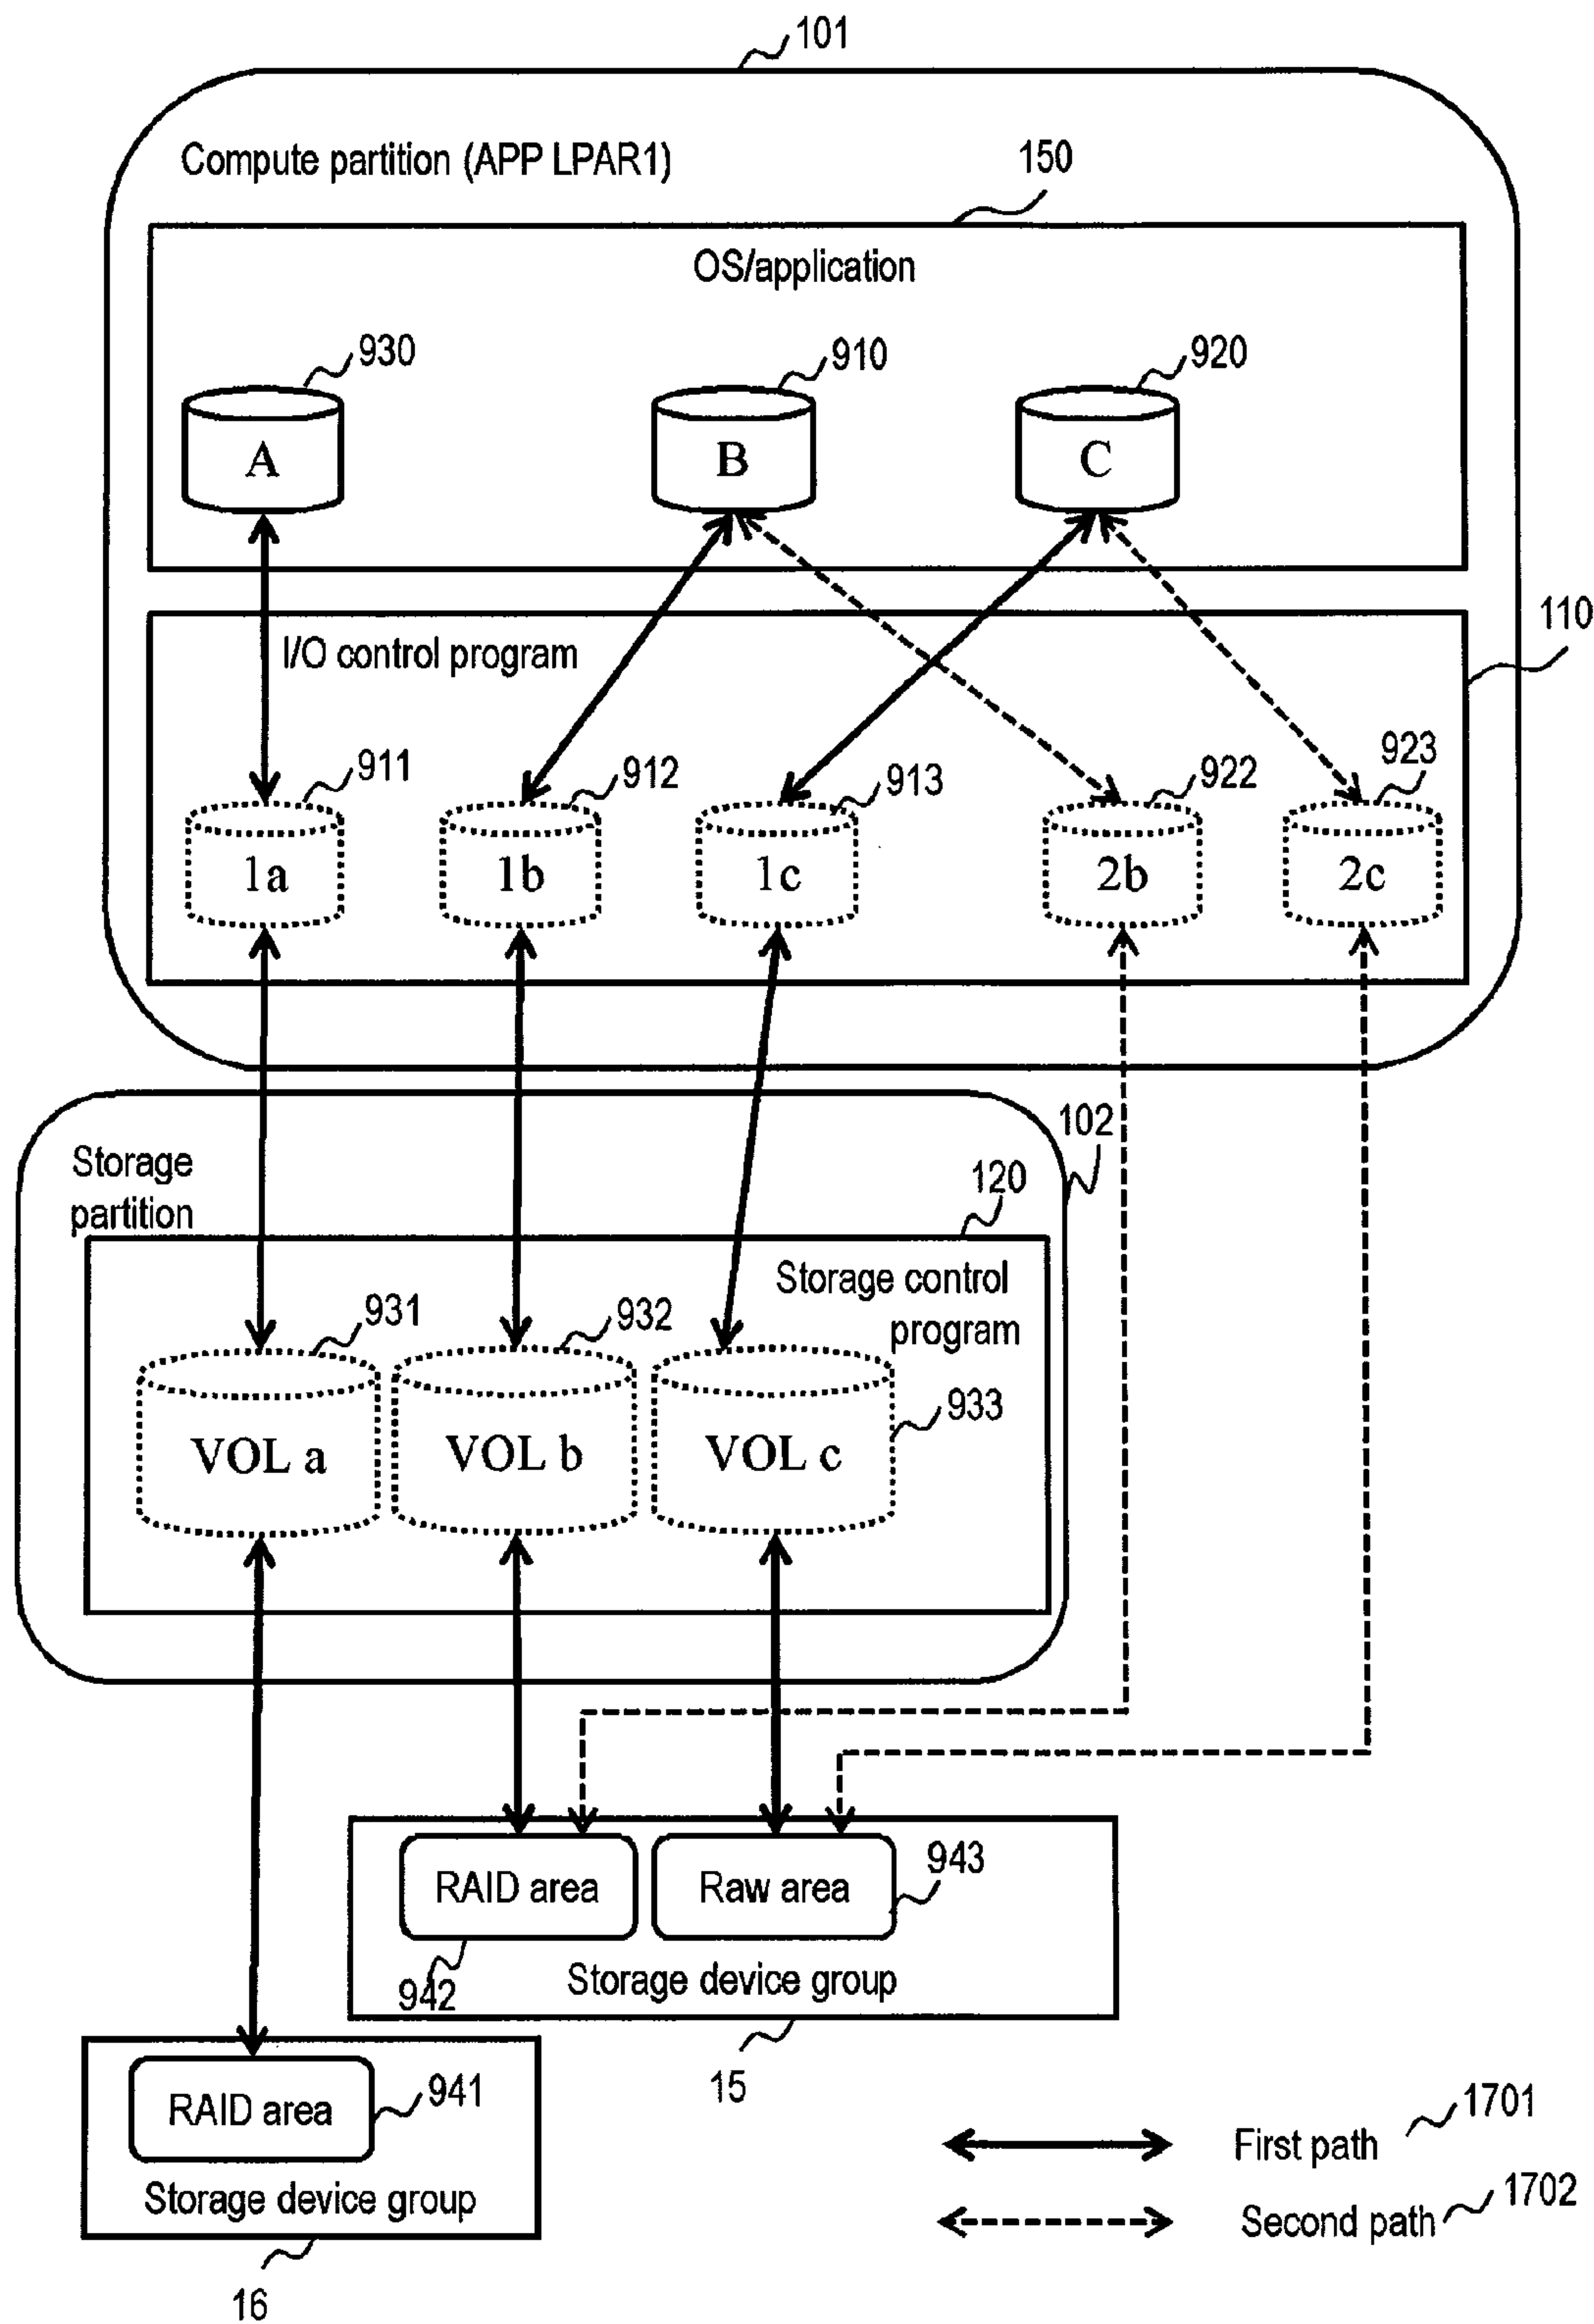 101
Compute partition (APP LPAR1)
150
OS/application
930
910
920
A
B
C
110
I/O control program
911
912
913
922
923
1a
1b
1c
2b
2c
102
Storage
partition
120
Storage control
program
931
932
933
VOL a
VOL b
VOL c
RAID area
Raw area
943
942
Storage device group
15
RAID area
941
Storage device group
16
First path
1701
Second path
1702